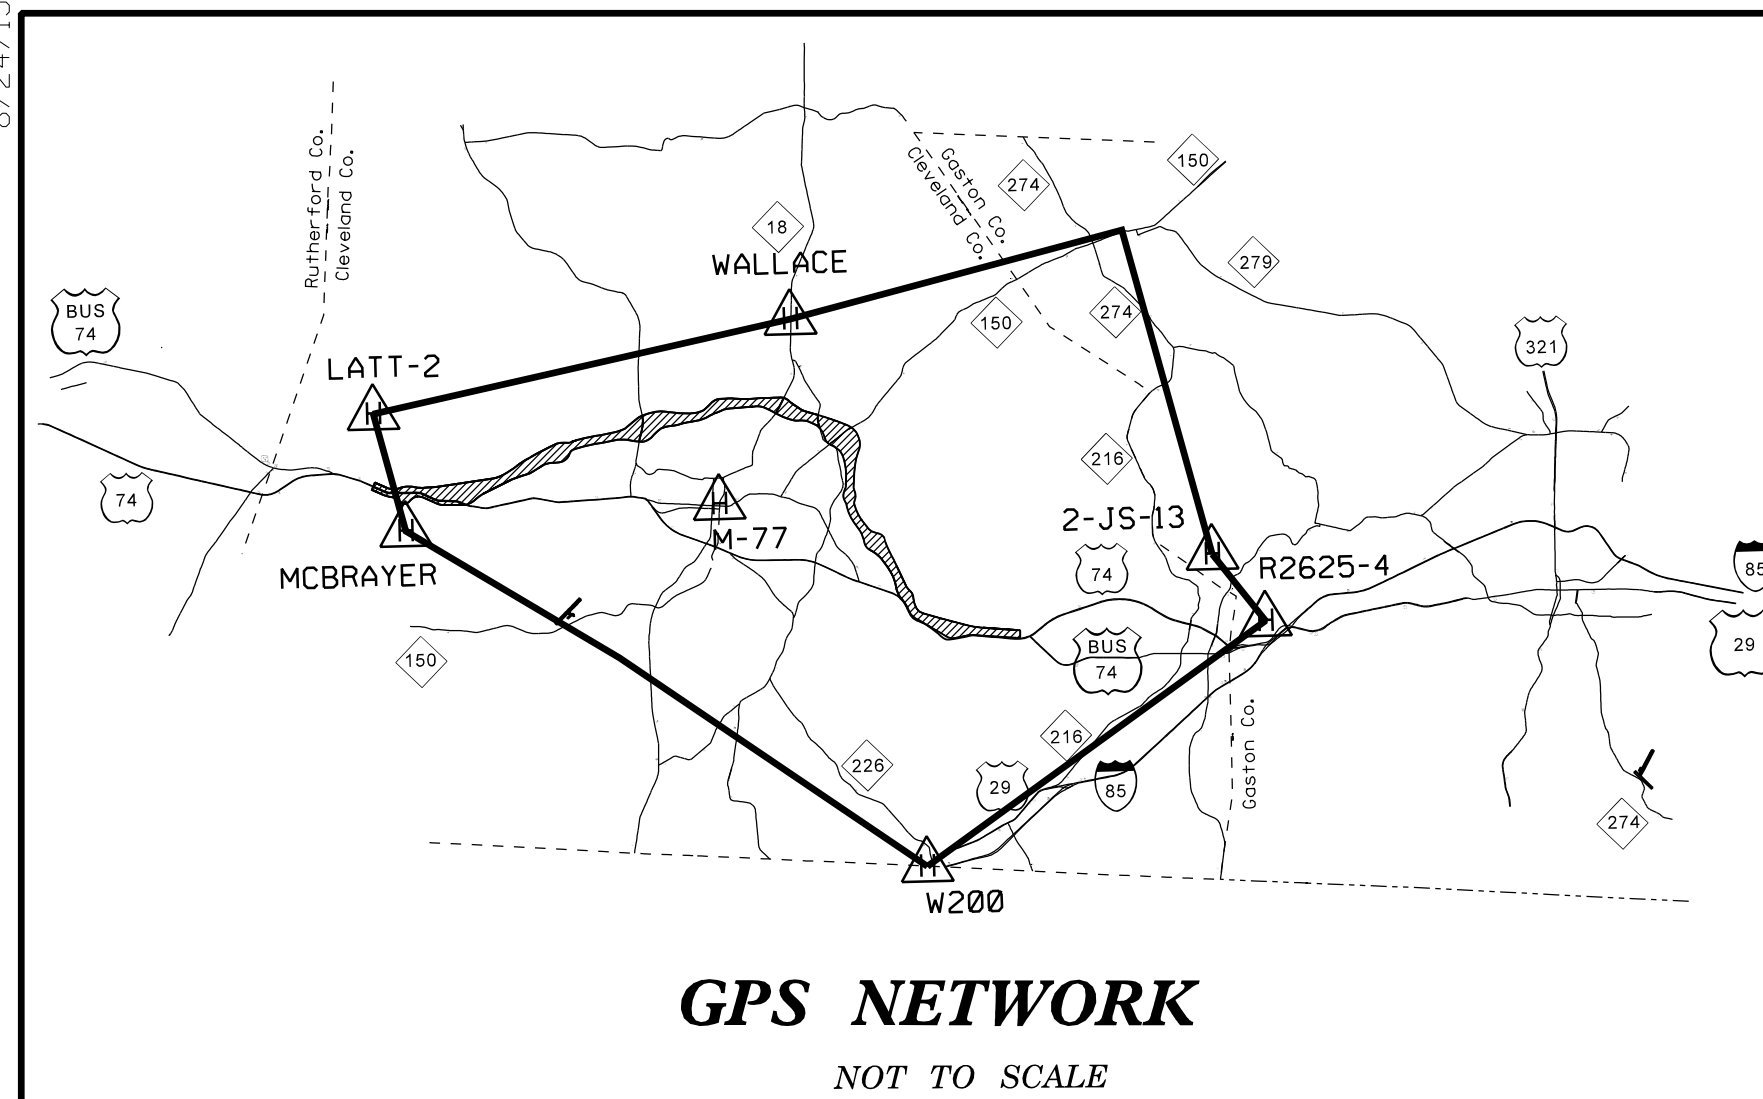 150
Rutherford Co.
Cleveland Co.
Gaston Co.
Cleveland Co.
274
18
WALLACE
279
BUS
74
150
274
321
LATT-2
216
74
H
H
H
H
H
H
H
2-JS-13
M-77
R2625-4
85
74
MCBRAYER
29
BUS
74
150
Gaston Co.
216
226
29
85
274
W200
GPS NETWORK
NOT TO SCALE